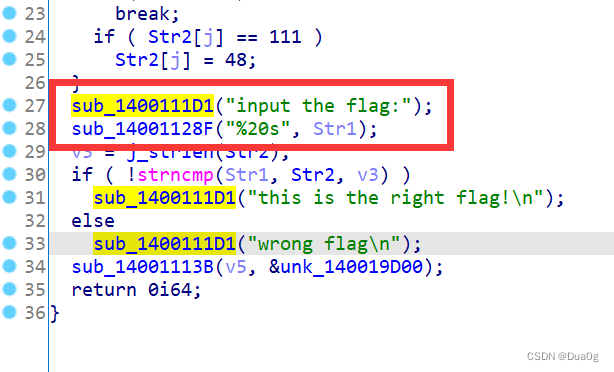 23 break;
24 if ( Str2[j] == 111 )
25 Str2[j] = 48;
26 }
27 sub_1400111D1("input the flag:");
28 sub_14001128F("%20s", Str1);
29 v3 = j_strlen(Str2);
30 if ( !strncmp(Str1, Str2, v3) )
31 sub_1400111D1("this is the right flag!\n");
32 else
33 sub_1400111D1("wrong flag\n");
34 sub_14001113B(v5, &unk_140019D00);
35 return 0i64;
36 }
CSDN @Dua0g